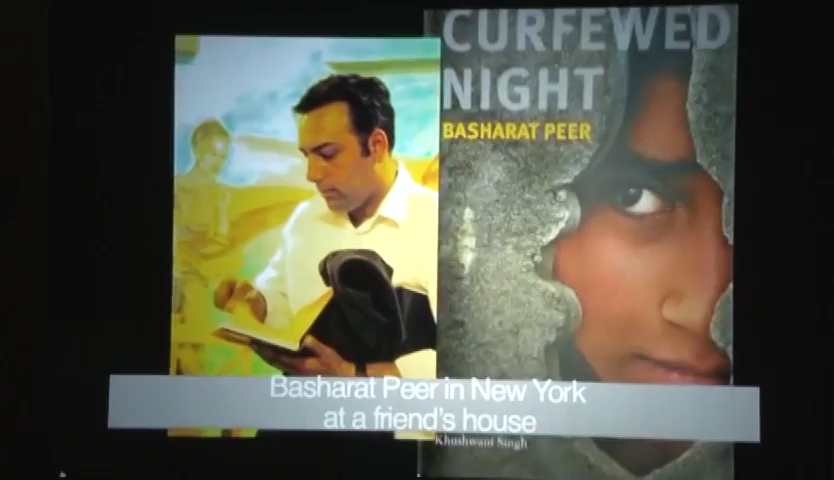 CURFEWED
NIGHT
BASHARAT PEER
Basharat Peer in New York
at a friend's house
Khushwant Singh